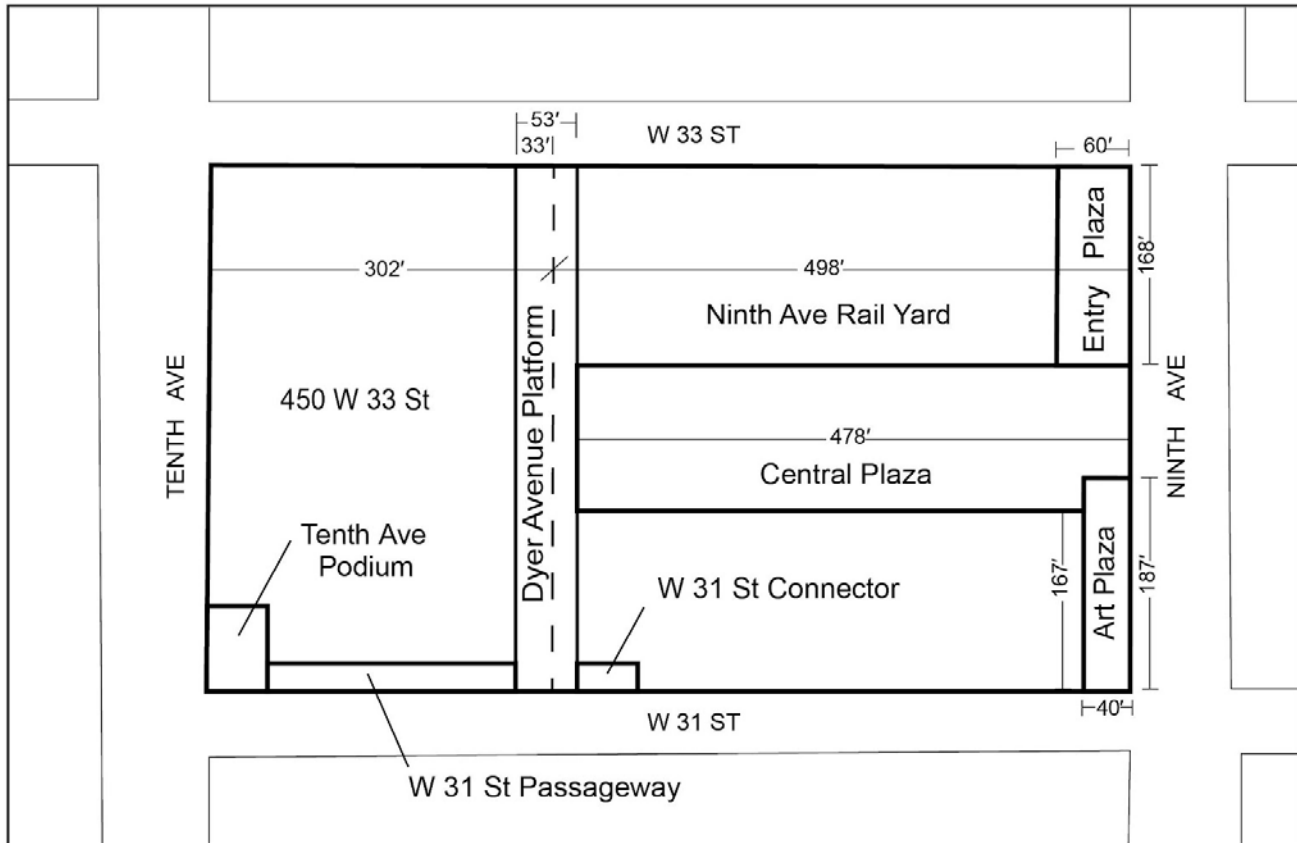 53′
33′
W 33 ST
60′
302′
498′
168′
Entry Plaza
Ninth Ave Rail Yard
TENTH AVE
450 W 33 St
Dyer Avenue Platform
478′
Central Plaza
NINTH AVE
Tenth Ave
Podium
W 31 St Connector
167′
Art Plaza
187′
40′
W 31 ST
W 31 St Passageway